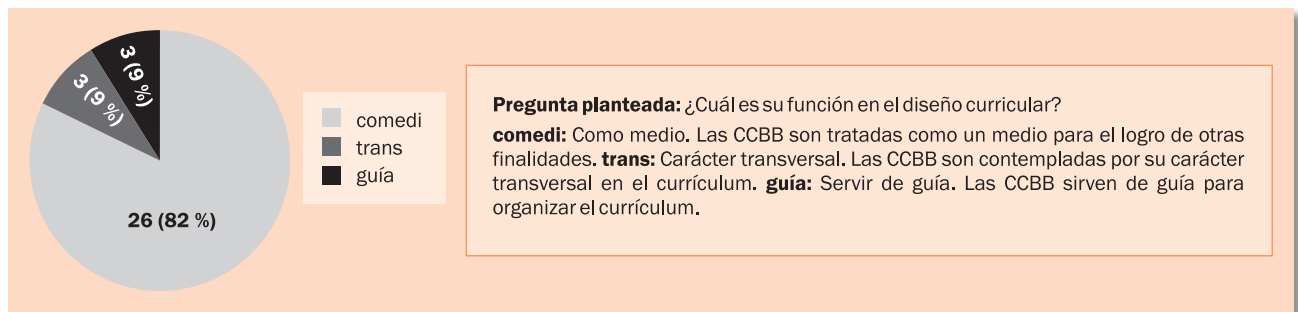 3 (9 %)
3 (9 %)
26 (82 %)
comedi
trans
guía
Pregunta planteada: ¿Cuál es su función en el diseño curricular?
comedi: Como medio. Las CCBB son tratadas como un medio para el logro de otras
finalidades. trans: Carácter transversal. Las CCBB son contempladas por su carácter
transversal en el currículum. guía: Servir de guía. Las CCBB sirven de guía para
organizar el currículum.